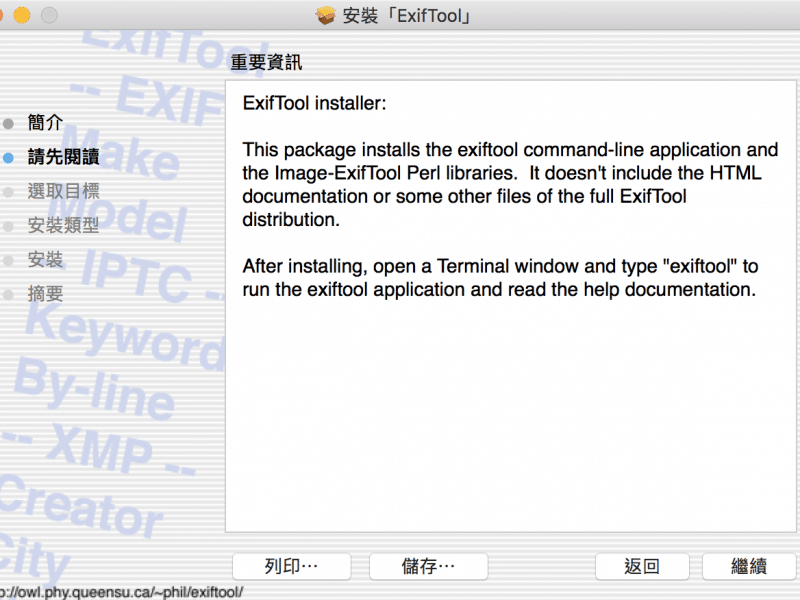 安裝「ExifTool」
重要資訊
簡介
請先閱讀
選取目標
安裝類型
安裝
摘要
ExifTool installer:
This package installs the exiftool command-line application and
the Image-ExifTool Perl libraries.  It doesn't include the HTML
documentation or some other files of the full ExifTool
distribution.
After installing, open a Terminal window and type "exiftool" to
run the exiftool application and read the help documentation.
ExifTool
-- EXIF
Make
Model
-- IPTC --
Keyword
By-line
-- XMP --
Creator
City
列印…
儲存…
返回
繼續
p://owl.phy.queensu.ca/~phil/exiftool/